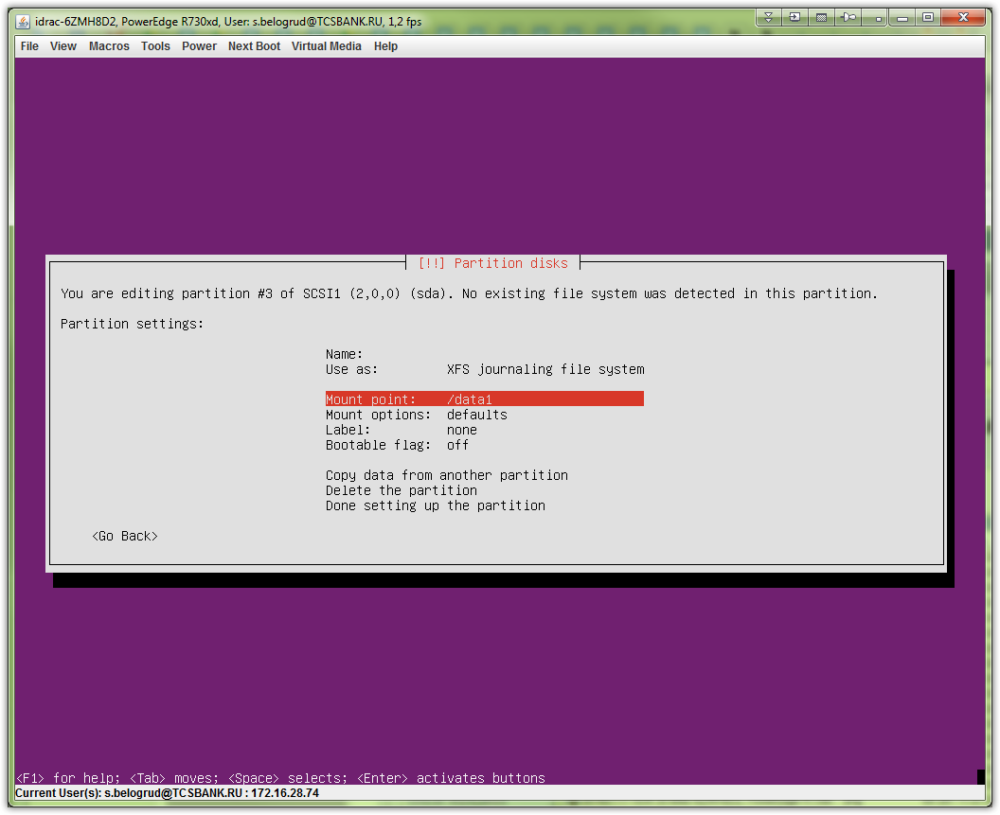 idrac-6ZMH8D2, PowerEdge R730xd, User: s.belogrud@TCSBANK.RU, 1,2 fps
File View Macros Tools Power Next Boot Virtual Media Help
[!!] Partition disks
You are editing partition #3 of SCSI1 (2,0,0) (sda). No existing file system was detected in this partition.
Partition settings:
Name:
Use as: XFS journaling file system
Mount point: /data1
Mount options: defaults
Label: none
Bootable flag: off
Copy data from another partition
Delete the partition
Done setting up the partition
<Go Back>
<F1> for help; <Tab> moves; <Space> selects; <Enter> activates buttons
Current User(s): s.belogrud@TCSBANK.RU : 172.16.28.74